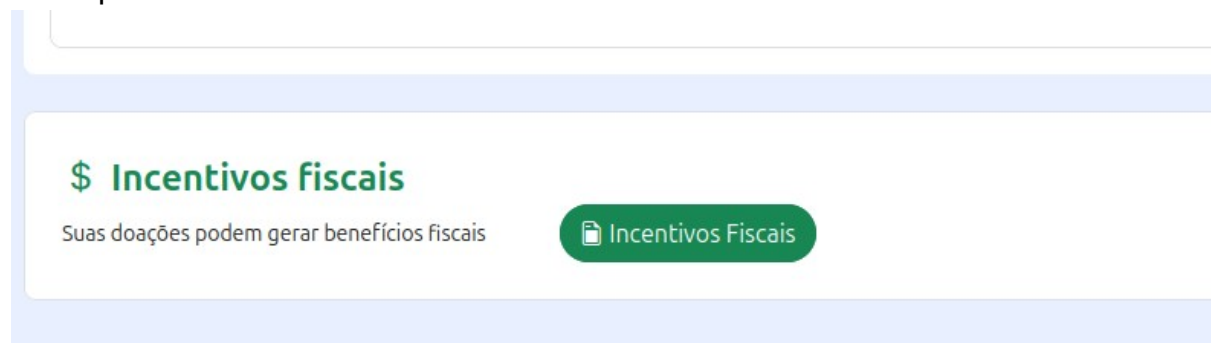 $ Incentivos fiscais
Suas doações podem gerar benefícios fiscais
Incentivos Fiscais